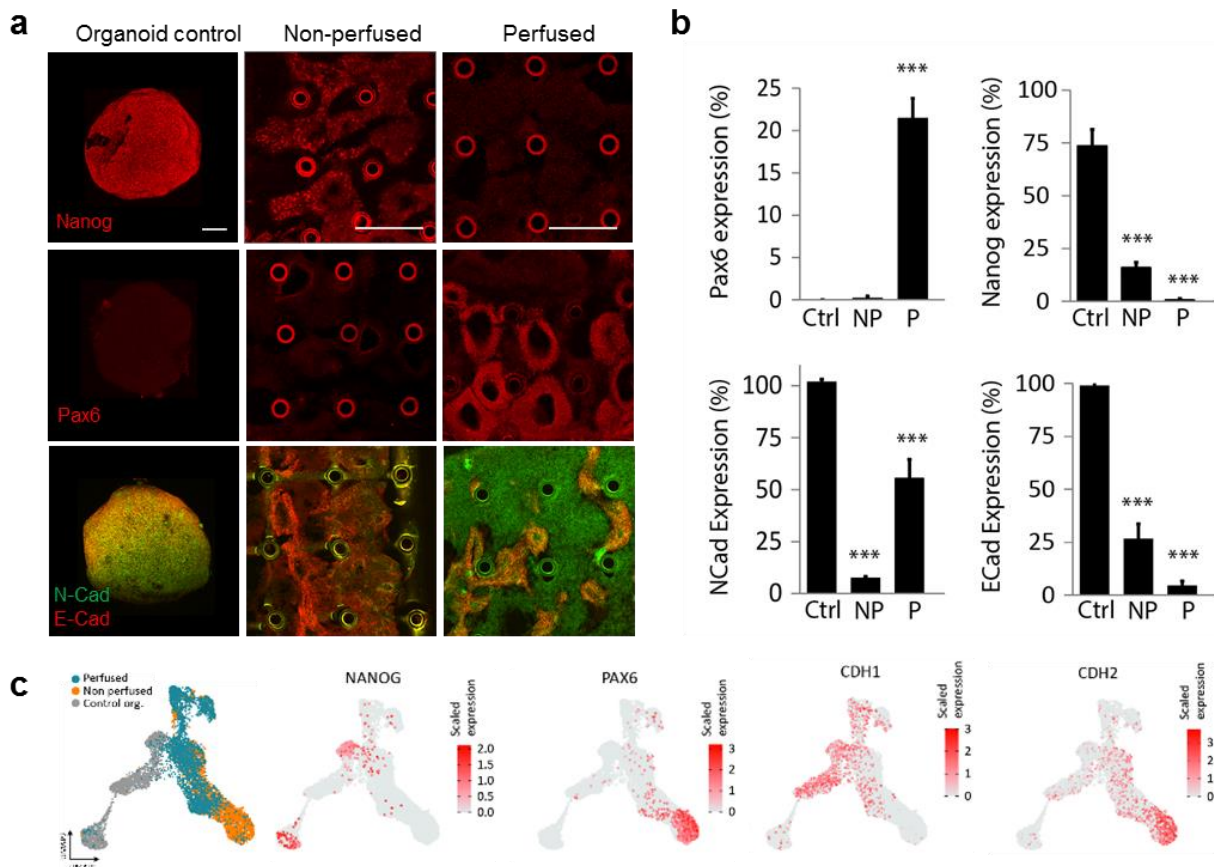 a
Organoid control Non-perfused Perfused
Nanog
Pax6
N-Cad
E-Cad
b
Pax6 expression (%)
25
20
15
10
5
0
***
Ctrl NP P
Nanog expression (%)
100
75
50
25
0
***
***
Ctrl NP P
NCad Expression (%)
100
75
50
25
0
***
***
Ctrl NP P
ECad Expression (%)
100
75
50
25
0
***
***
Ctrl NP P
c
Perfused
Non perfused
Control org.
NANOG
Scaled
expression
2.0
1.5
1.0
0.5
0.0
PAX6
Scaled
expression
3
2
1
0
CDH1
Scaled
expression
3
2
1
0
CDH2
Scaled
expression
3
2
1
0